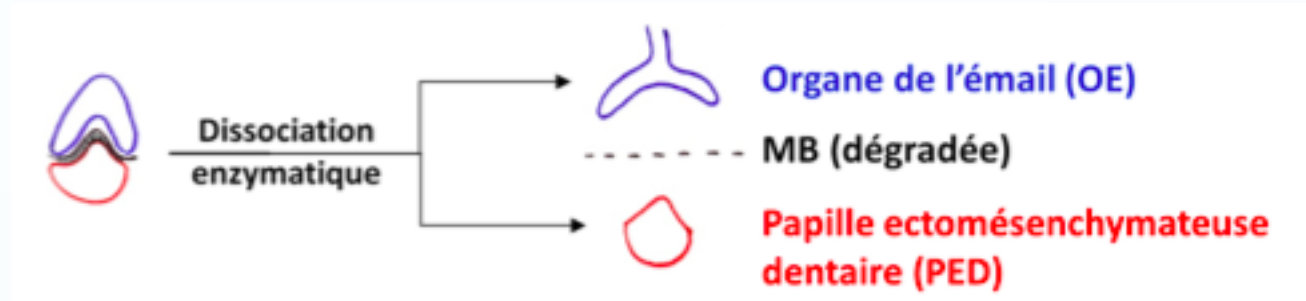 Dissociation
enzymatique
Organe de l'émail (OE)
MB (dégradée)
Papille ectomésenchymateuse
dentaire (PED)